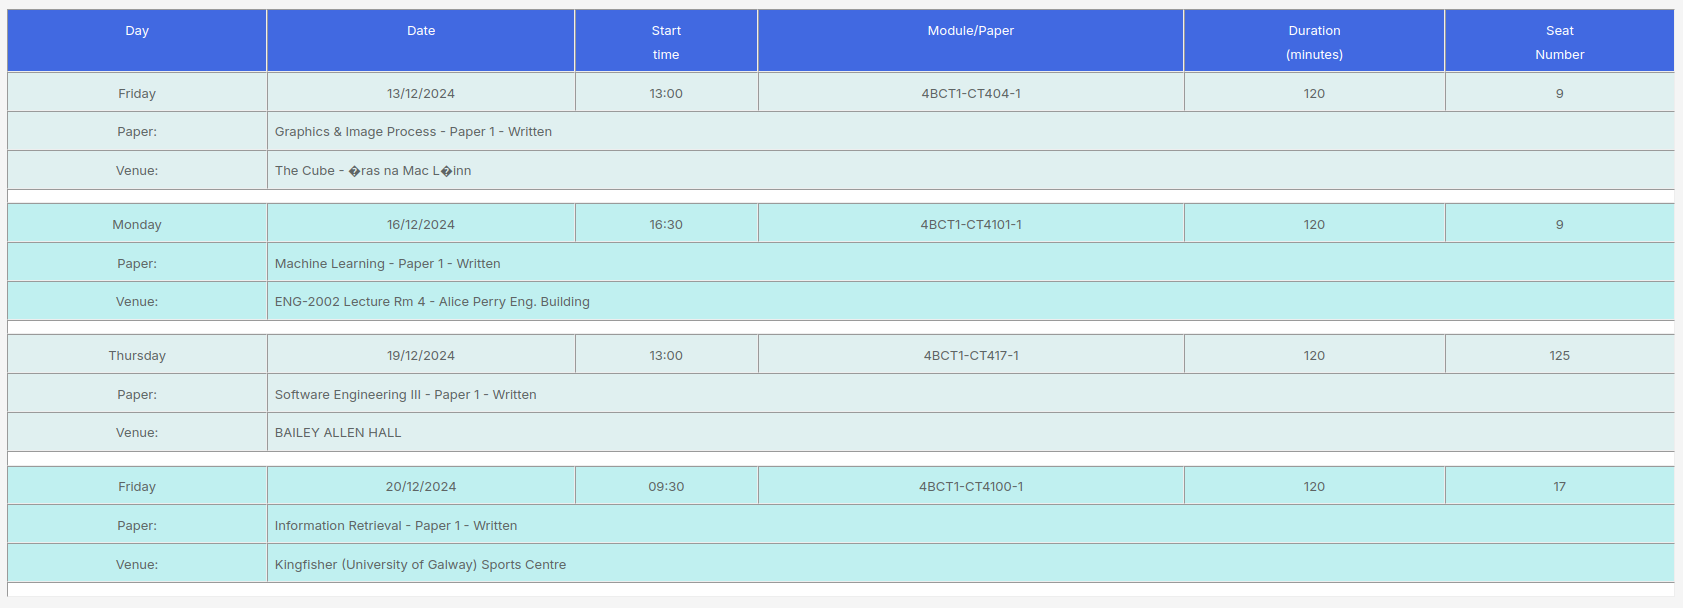 Day Date Start time Module/Paper Duration (minutes) Seat Number
Friday 13/12/2024 13:00 4BCT1-CT404-1 120 9
Paper: Graphics & Image Process - Paper 1 - Written
Venue: The Cube - �ras na Mac L�inn
Monday 16/12/2024 16:30 4BCT1-CT4101-1 120 9
Paper: Machine Learning - Paper 1 - Written
Venue: ENG-2002 Lecture Rm 4 - Alice Perry Eng. Building
Thursday 19/12/2024 13:00 4BCT1-CT417-1 120 125
Paper: Software Engineering III - Paper 1 - Written
Venue: BAILEY ALLEN HALL
Friday 20/12/2024 09:30 4BCT1-CT4100-1 120 17
Paper: Information Retrieval - Paper 1 - Written
Venue: Kingfisher (University of Galway) Sports Centre